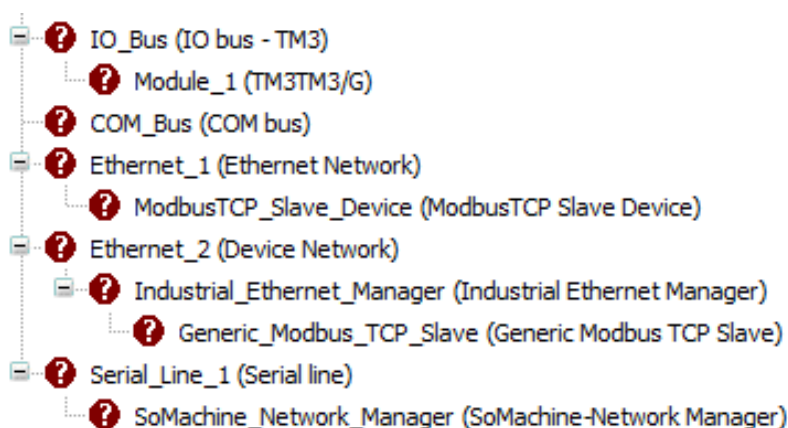 IO_Bus (IO bus - TM3)
Module_1 (TM3TM3/G)
COM_Bus (COM bus)
Ethernet_1 (Ethernet Network)
ModbusTCP_Slave_Device (ModbusTCP Slave Device)
Ethernet_2 (Device Network)
Industrial_Ethernet_Manager (Industrial Ethernet Manager)
Generic_Modbus_TCP_Slave (Generic Modbus TCP Slave)
Serial_Line_1 (Serial line)
SoMachine_Network_Manager (SoMachine-Network Manager)